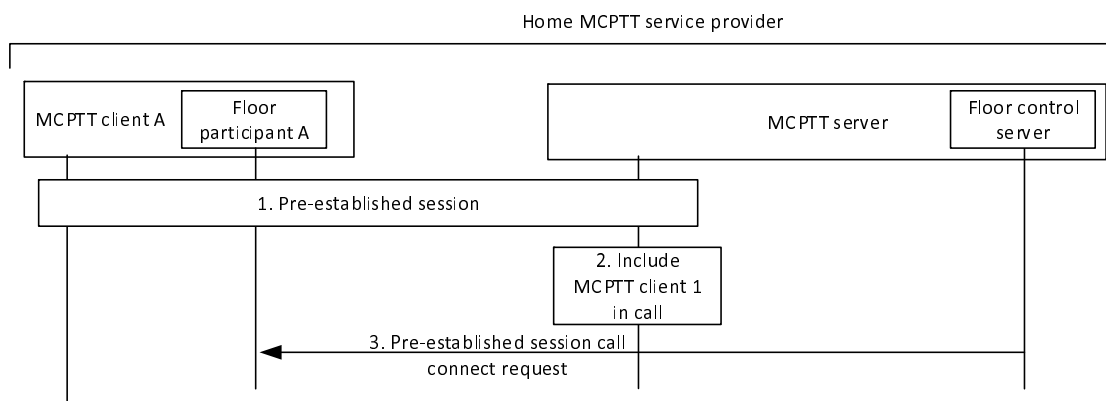 Home MCPTT service provider
MCPTT client A
Floor
participant A
MCPTT server
Floor control
server
1. Pre-established session
2. Include
MCPTT client 1
in call
3. Pre-established session call
connect request